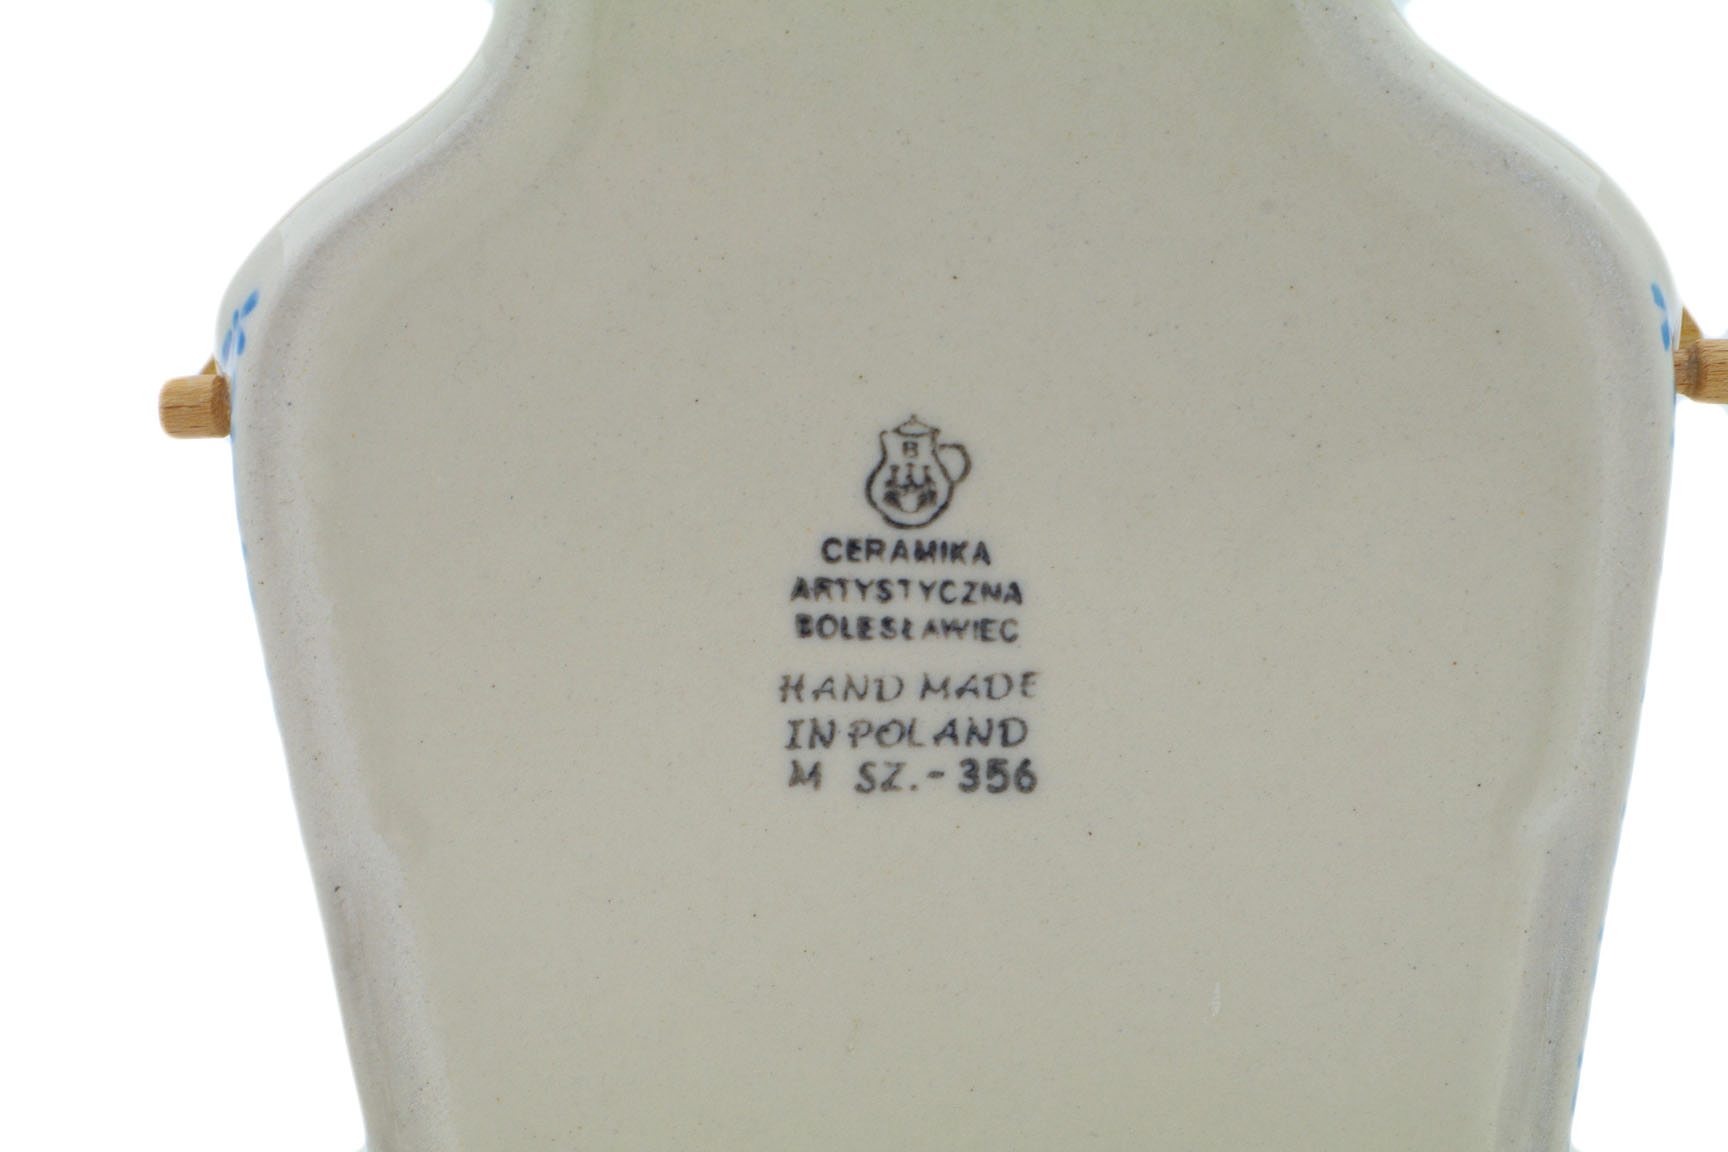 B
CERAMIKA
ARTYSTYCZNA
BOLESŁAWIEC
HAND MADE
IN POLAND
M SZ.-356